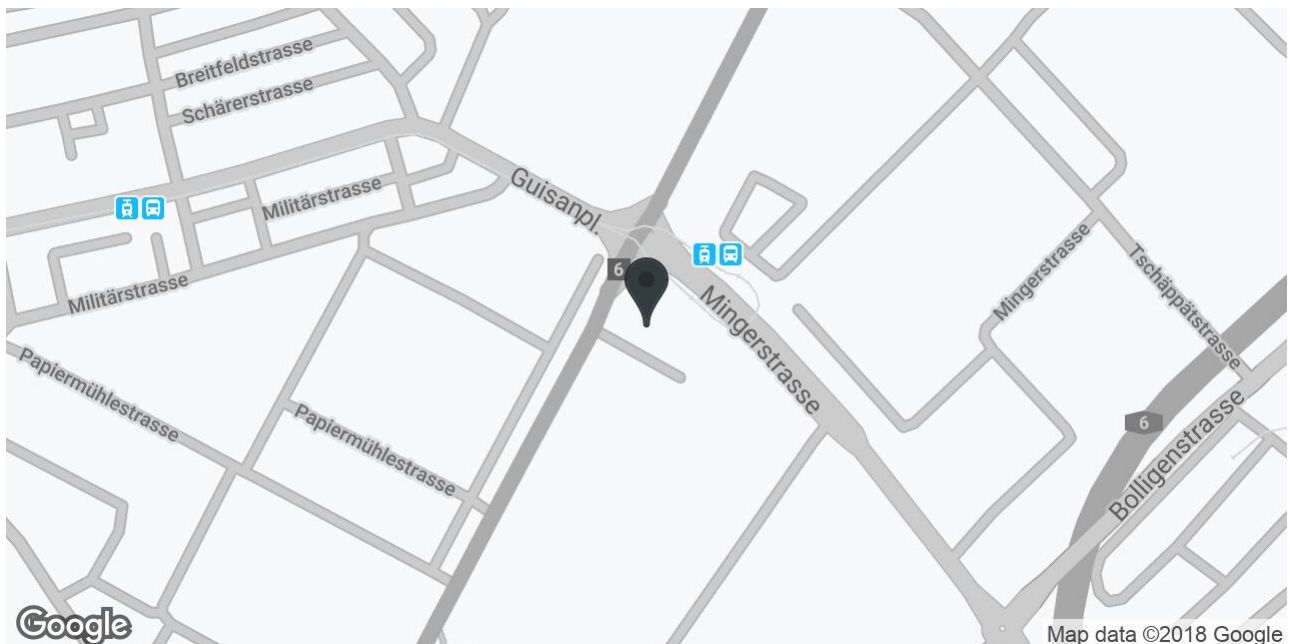 Breitfeldstrasse
Schärerstrasse
Militärstrasse
Guisanpl.
Militärstrasse
6
Mingerstrasse
Mingerstrasse
Tschäppätstrasse
Papiermühlestrasse
Papiermühlestrasse
6
Bolligenstrasse
Google
Map data ©2018 Google